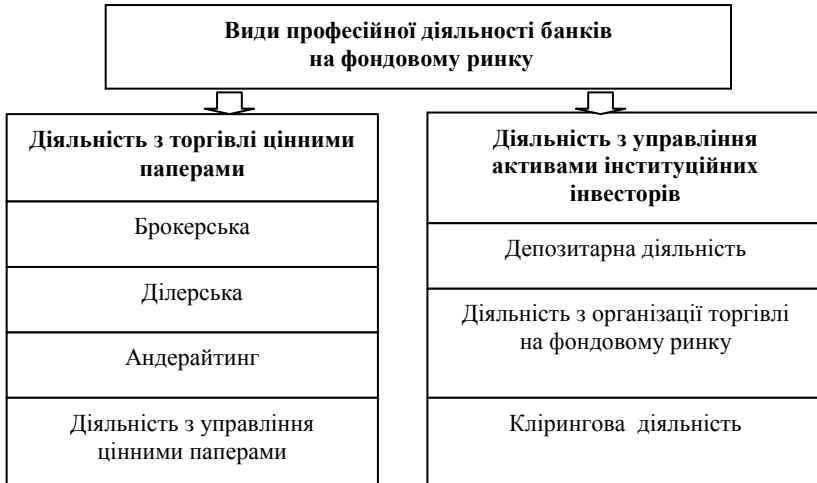 Види професійної діяльності банків
на фондовому ринку
Діяльність з торгівлі цінними
паперами
Брокерська
Ділерська
Андерайтинг
Діяльність з управління
цінними паперами
Діяльність з управління
активами інституційних
інвесторів
Депозитарна діяльність
Діяльність з організації торгівлі
на фондовому ринку
Клірингова діяльність